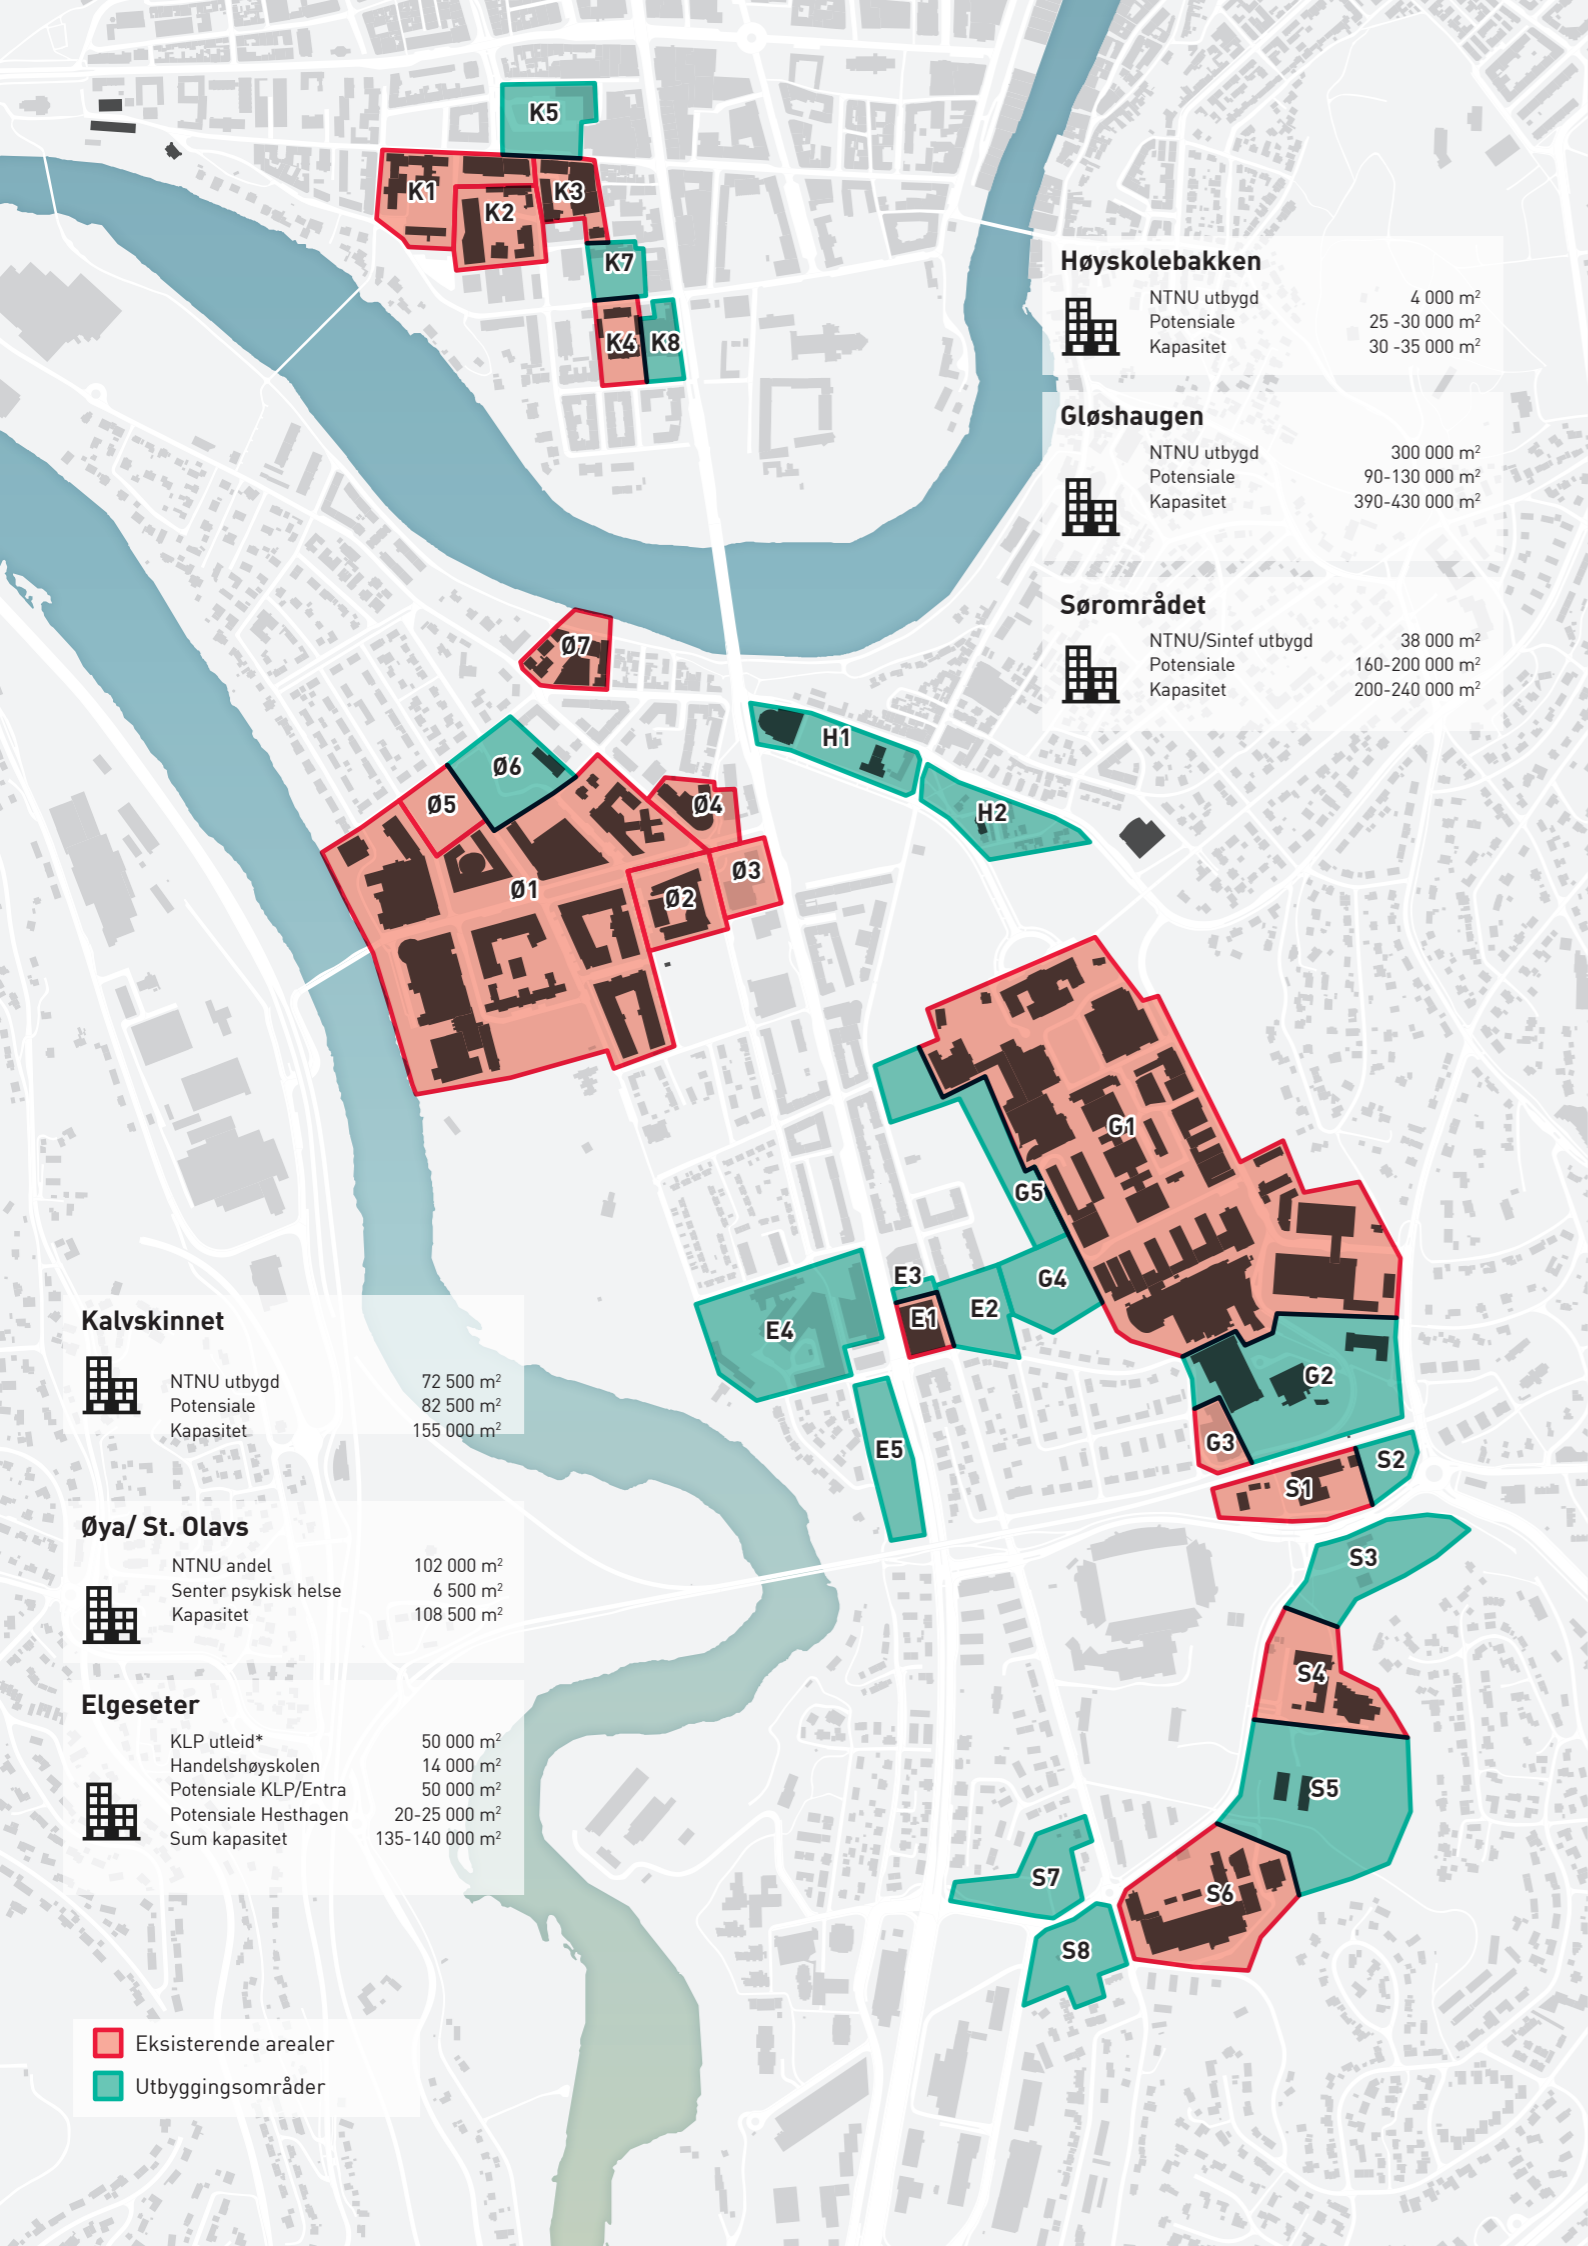 K5
K1
K2
K3
K7
K4
K8
Høyskolebakken
NTNU utbygd 4 000 m²
Potensiale 25 -30 000 m²
Kapasitet 30 -35 000 m²
Gløshaugen
NTNU utbygd 300 000 m²
Potensiale 90-130 000 m²
Kapasitet 390-430 000 m²
Sørområdet
NTNU/Sintef utbygd 38 000 m²
Potensiale 160-200 000 m²
Kapasitet 200-240 000 m²
Ø7
H1
Ø6
Ø5
Ø4
H2
Ø3
Ø1
Ø2
G1
G5
E3
G4
E1
E2
E4
G2
G3
E5
S2
S1
S3
S4
S5
S7
S6
S8
Kalvskinnet
NTNU utbygd 72 500 m²
Potensiale 82 500 m²
Kapasitet 155 000 m²
Øya/ St. Olavs
NTNU andel 102 000 m²
Senter psykisk helse 6 500 m²
Kapasitet 108 500 m²
Elgeseter
KLP utleid* 50 000 m²
Handelshøyskolen 14 000 m²
Potensiale KLP/Entra 50 000 m²
Potensiale Hesthagen 20-25 000 m²
Sum kapasitet 135-140 000 m²
Eksisterende arealer
Utbyggingsområder